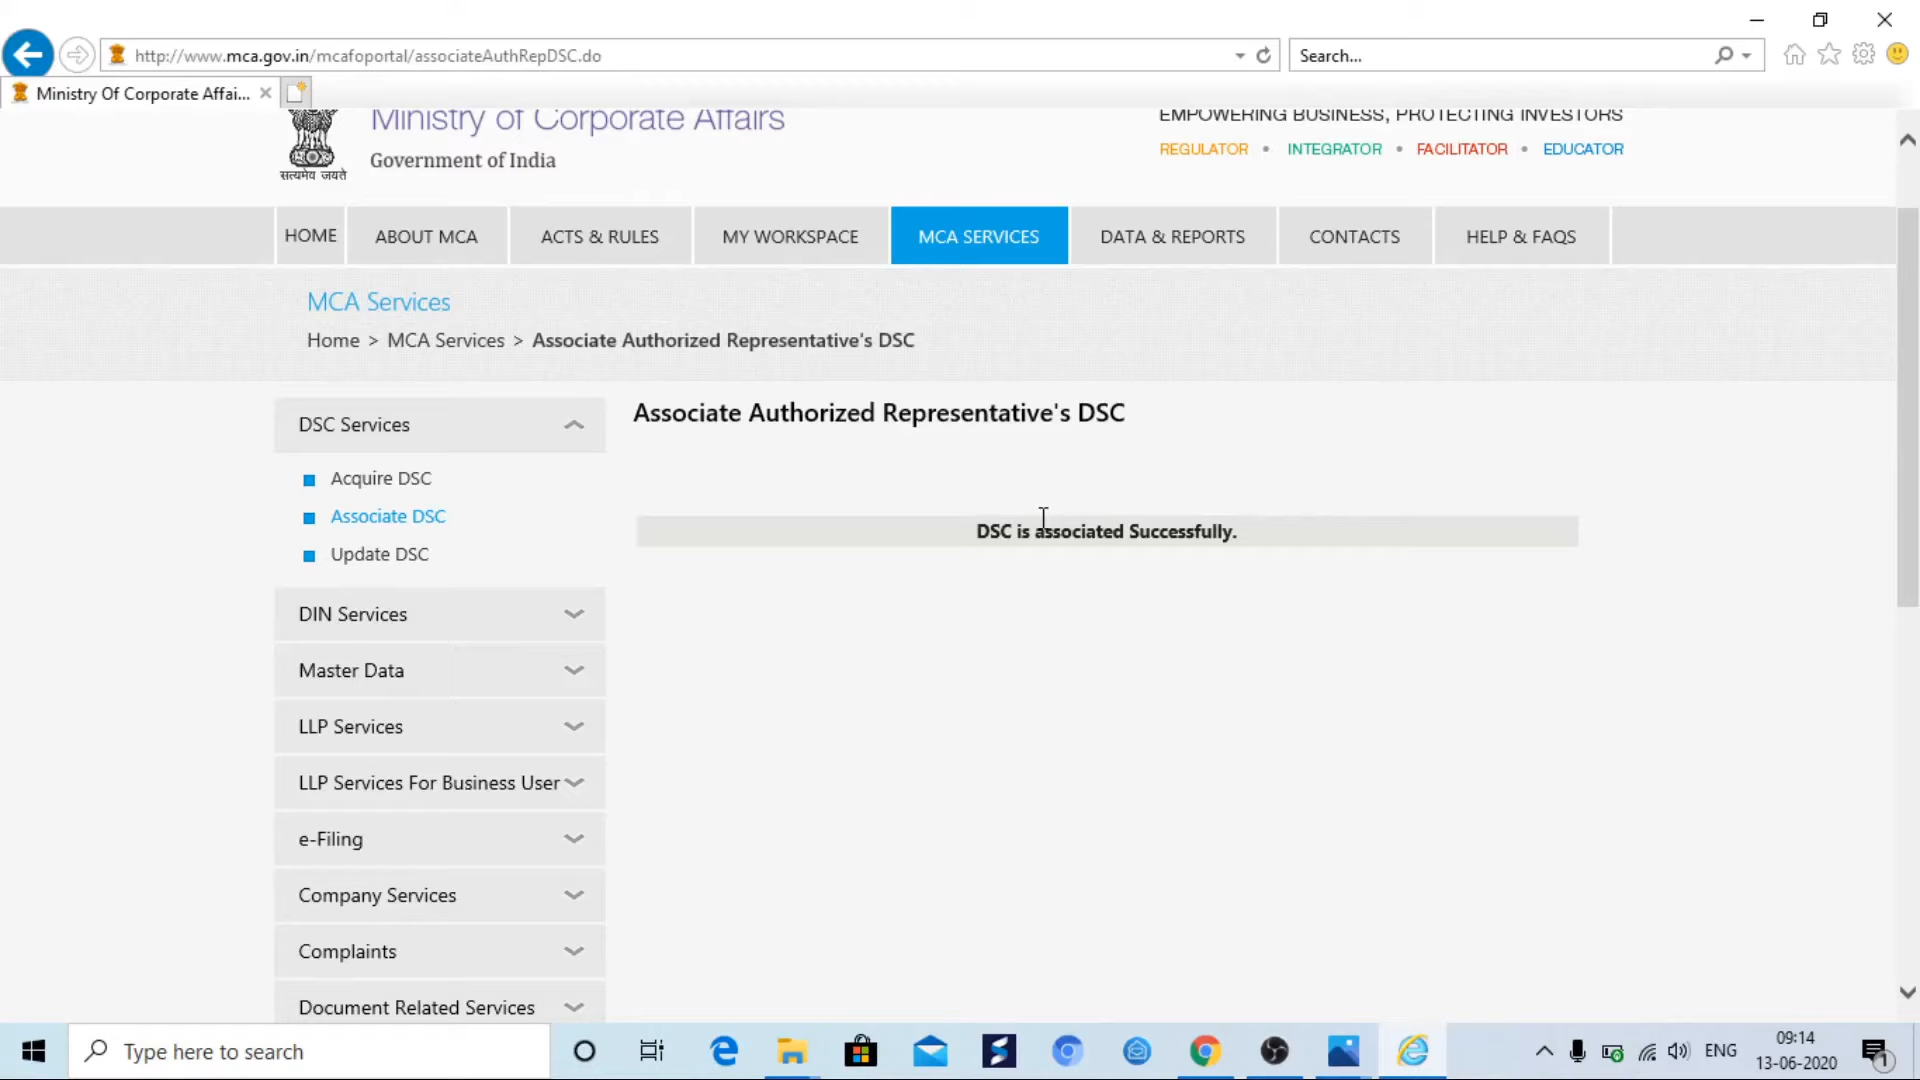 http://www.mca.gov.in/mcafoportal/associateAuthRepDSC.do
Search...
Ministry Of Corporate Affai...
Ministry of Corporate Affairs
Government of India
सत्यमेव जयते
EMPOWERING BUSINESS, PROTECTING INVESTORS
REGULATOR • INTEGRATOR • FACILITATOR • EDUCATOR
HOME ABOUT MCA ACTS & RULES MY WORKSPACE MCA SERVICES DATA & REPORTS CONTACTS HELP & FAQS
MCA Services
Home > MCA Services > Associate Authorized Representative's DSC
DSC Services
Acquire DSC
Associate DSC
Update DSC
DIN Services
Master Data
LLP Services
LLP Services For Business User
e-Filing
Company Services
Complaints
Document Related Services
Associate Authorized Representative's DSC
DSC is associated Successfully.
Type here to search
ENG
09:14
13-06-2020
1